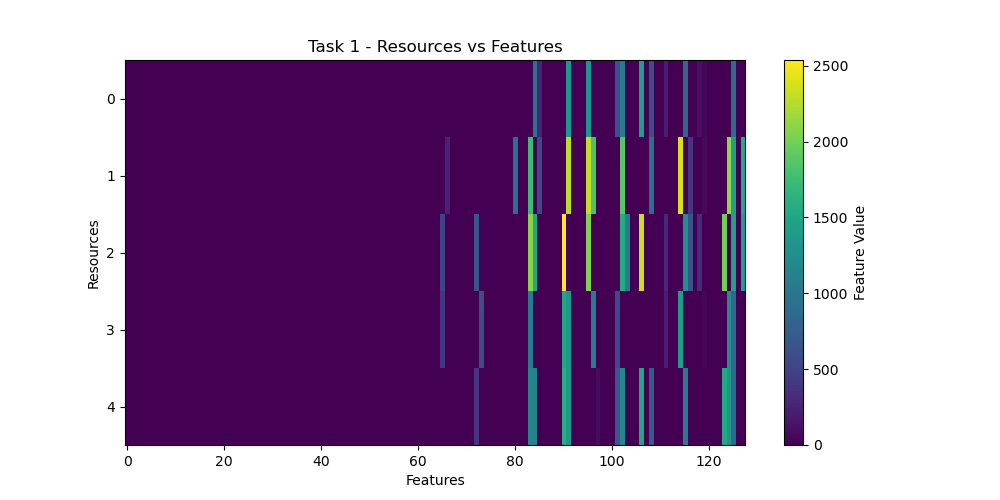 Task 1 - Resources vs Features
Resources
0
1
2
3
4
0 20 40 60 80 100 120
Features
2500
2000
1500
1000
500
0
Feature Value